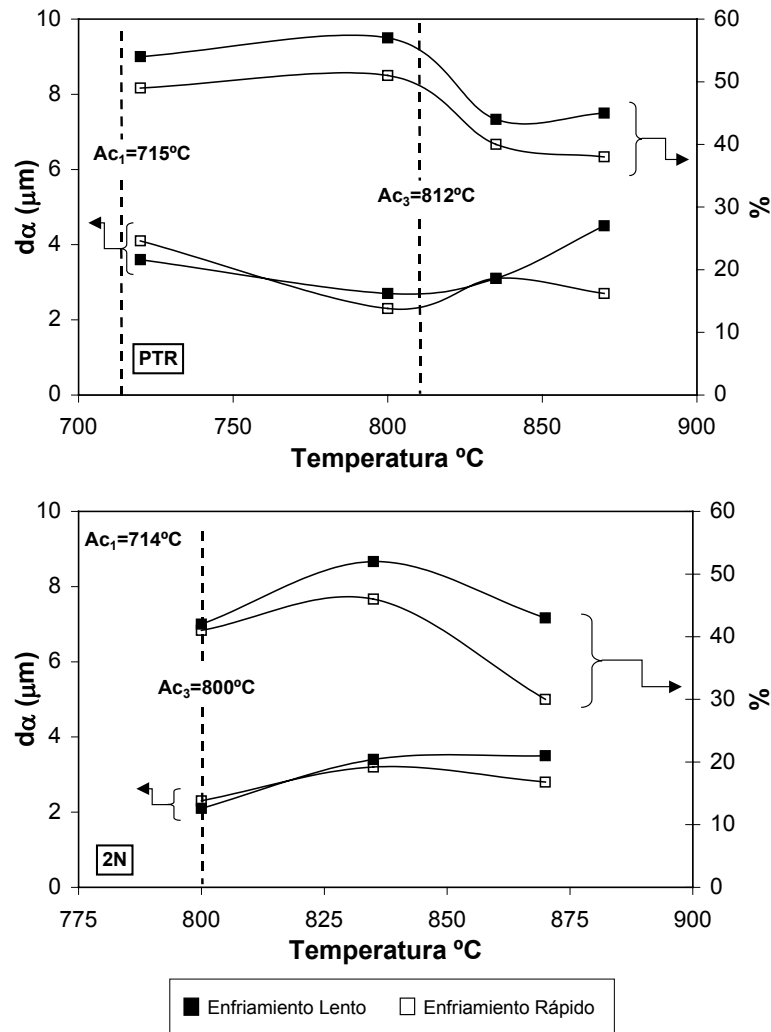 10
8
6
4
2
0
dα (μm)
60
50
40
30
20
10
0
%
Ac₁=715ºC
Ac₃=812ºC
PTR
700 750 800 850 900
Temperatura ºC
10
8
6
4
2
0
dα (μm)
60
50
40
30
20
10
0
%
Ac₁=714ºC
Ac₃=800ºC
2N
775 800 825 850 875 900
Temperatura ºC
Enfriamiento Lento Enfriamiento Rápido